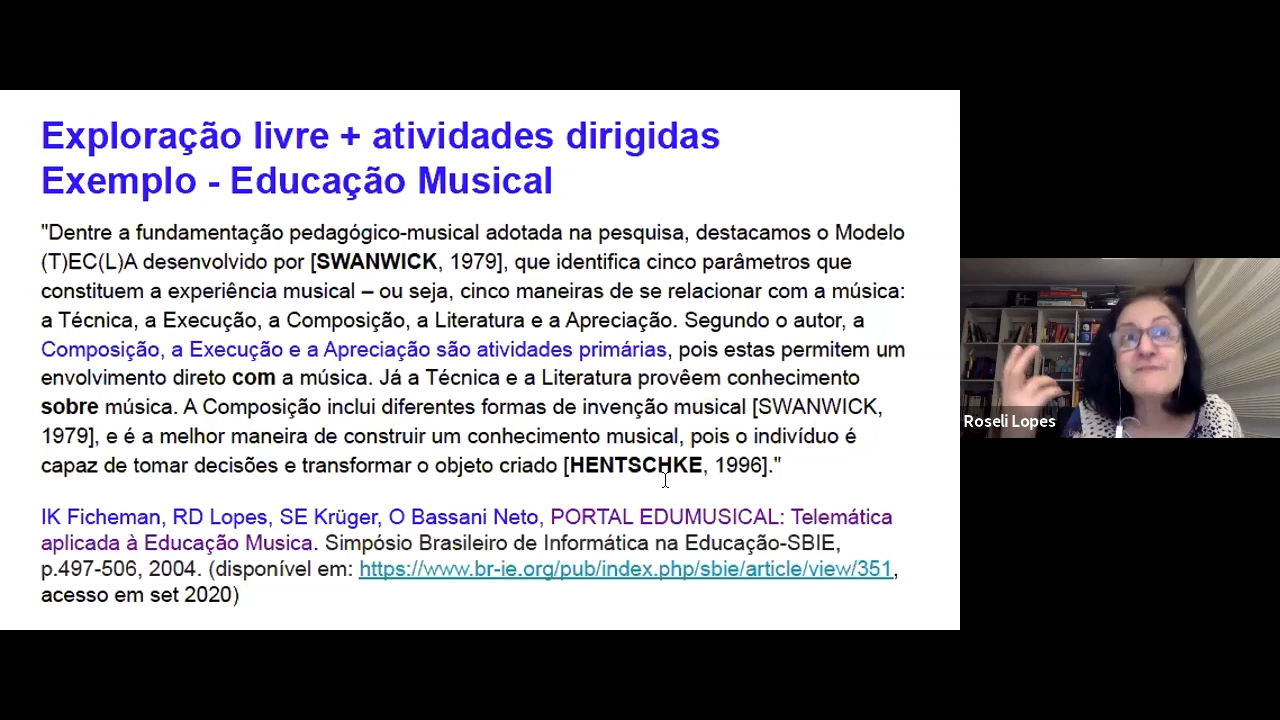 Exploração livre + atividades dirigidas
Exemplo - Educação Musical
"Dentre a fundamentação pedagógico-musical adotada na pesquisa, destacamos o Modelo
(T)EC(L)A desenvolvido por [SWANWICK, 1979], que identifica cinco parâmetros que
constituem a experiência musical – ou seja, cinco maneiras de se relacionar com a música:
a Técnica, a Execução, a Composição, a Literatura e a Apreciação. Segundo o autor, a
Composição, a Execução e a Apreciação são atividades primárias, pois estas permitem um
envolvimento direto com a música. Já a Técnica e a Literatura provêem conhecimento
sobre música. A Composição inclui diferentes formas de invenção musical [SWANWICK,
1979], e é a melhor maneira de construir um conhecimento musical, pois o indivíduo é
capaz de tomar decisões e transformar o objeto criado [HENTSCHKE, 1996]."
IK Ficheman, RD Lopes, SE Krüger, O Bassani Neto, PORTAL EDUMUSICAL: Telemática
aplicada à Educação Musica. Simpósio Brasileiro de Informática na Educação-SBIE,
p.497-506, 2004. (disponível em: https://www.br-ie.org/pub/index.php/sbie/article/view/351,
acesso em set 2020)
Roseli Lopes